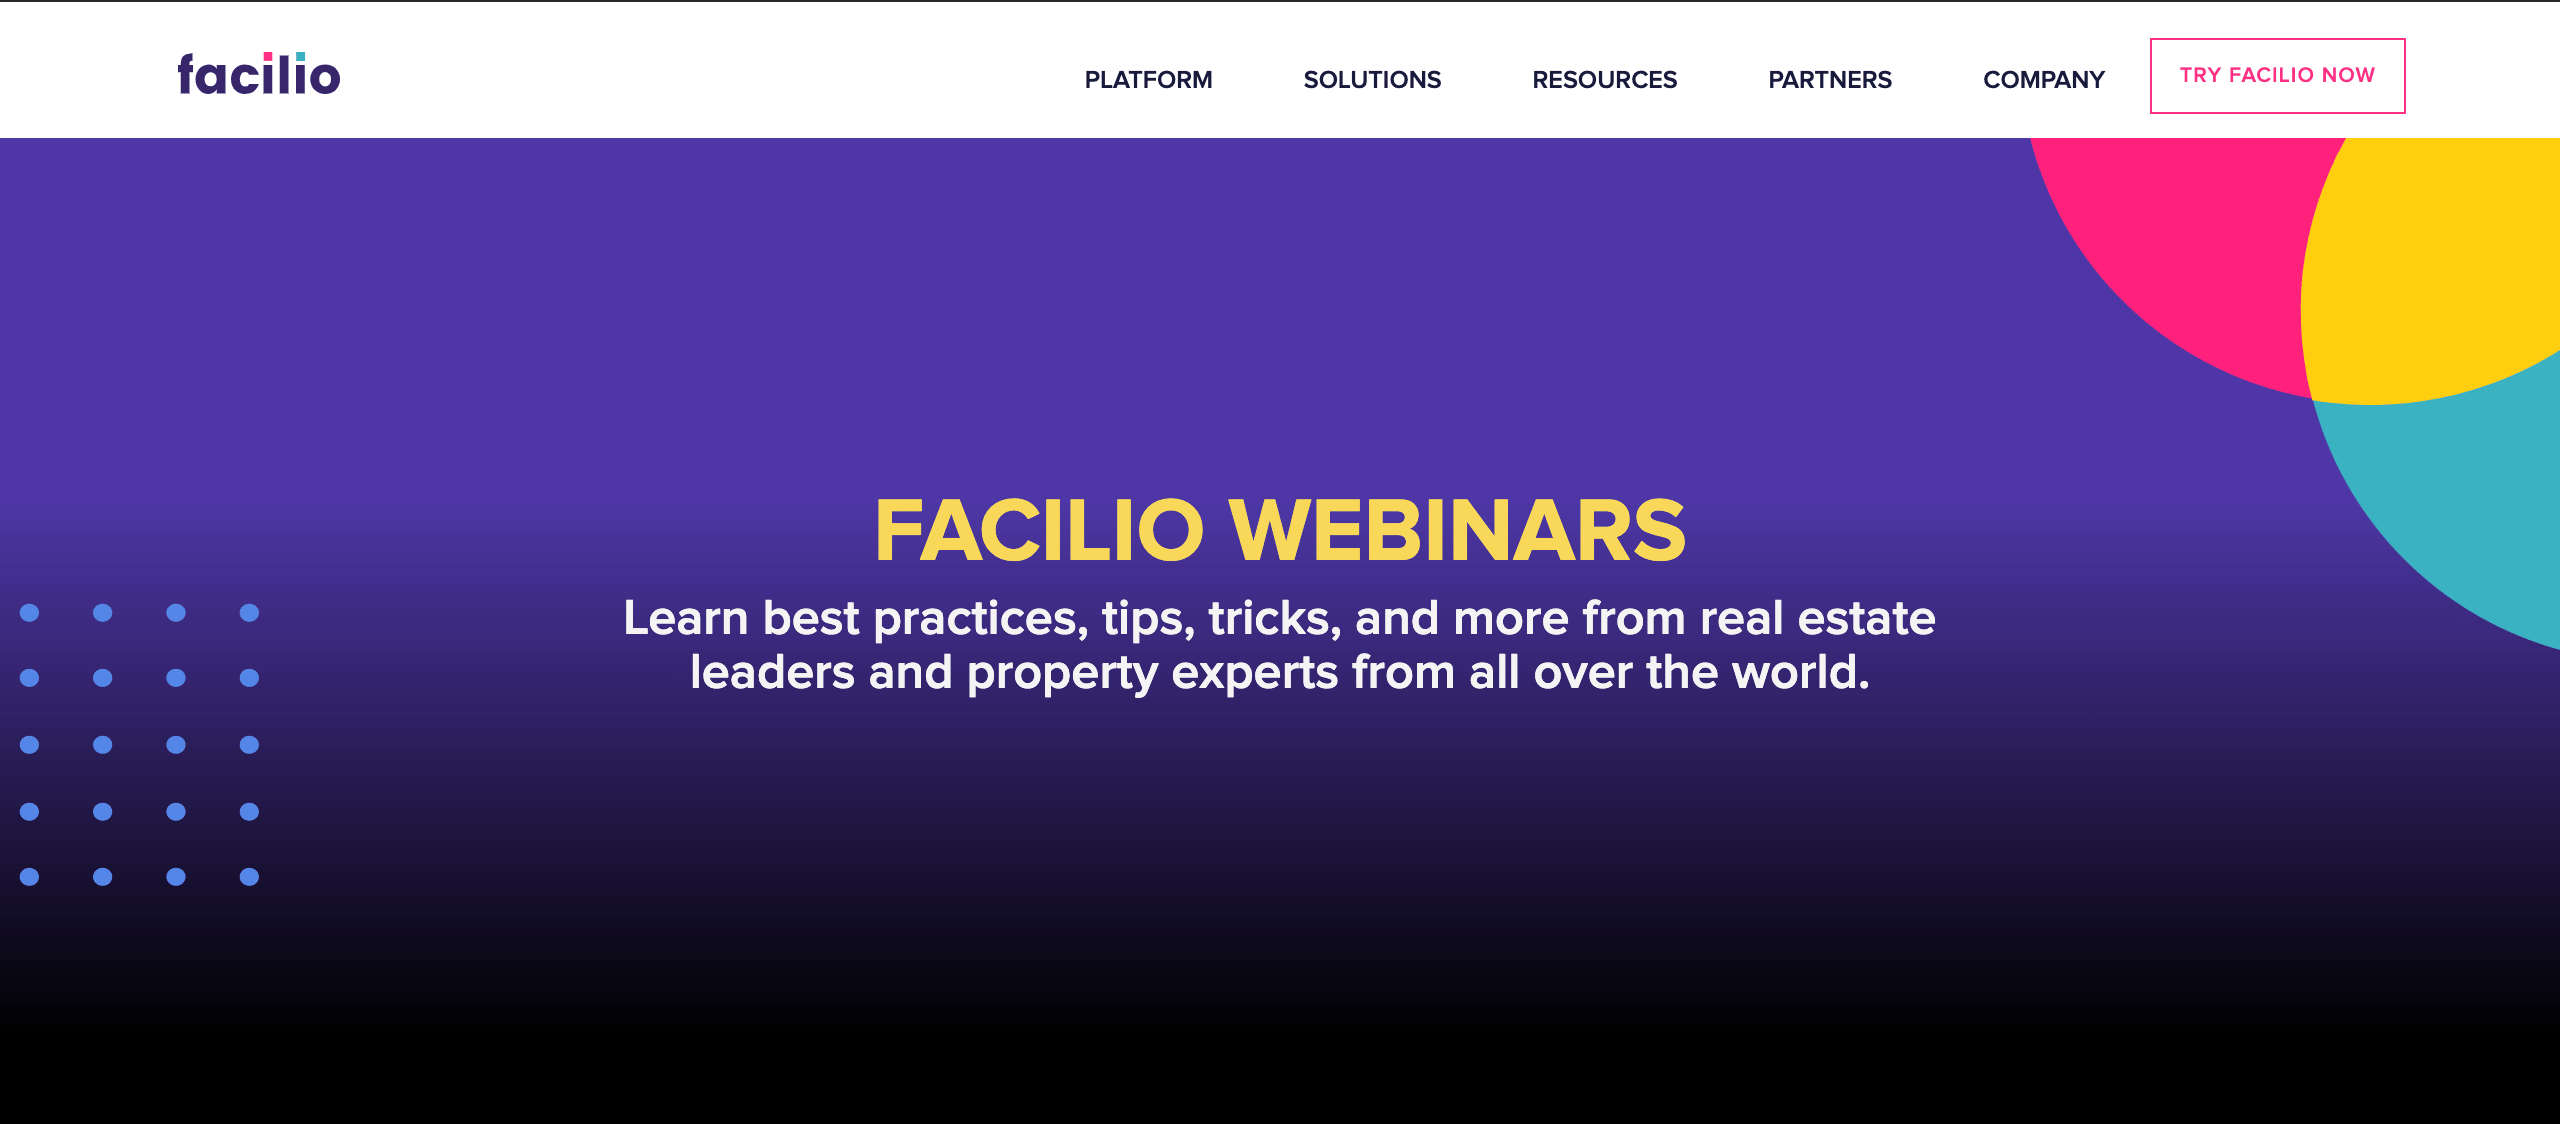 facilio
PLATFORM
SOLUTIONS
RESOURCES
PARTNERS
COMPANY
TRY FACILIO NOW
FACILIO WEBINARS
Learn best practices, tips, tricks, and more from real estate
leaders and property experts from all over the world.